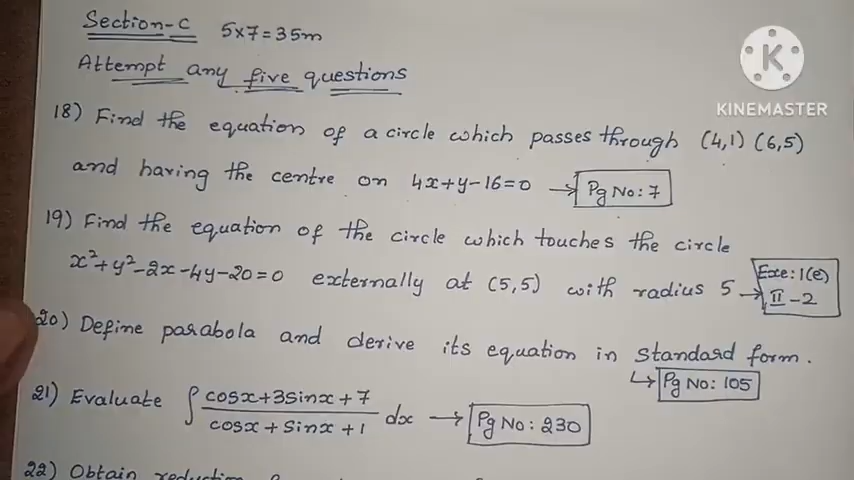 Section-C 5×7=35m
Attempt any five questions
KINEMASTER
18) Find the equation of a circle which passes through (4,1) (6,5)
and having the centre on 4x+y-16=0 → Pg No: 7
19) Find the equation of the circle which touches the circle
x²+y²-2x-4y-20=0 externally at (5,5) with radius 5 → Exe: 1(e)
II-2
20) Define parabola and derive its equation in standard form.
↳ Pg No: 105
21) Evaluate ∫ (cosx+3sinx+7)/(cosx+sinx+1) dx → Pg No: 230
22) Obtain reduction